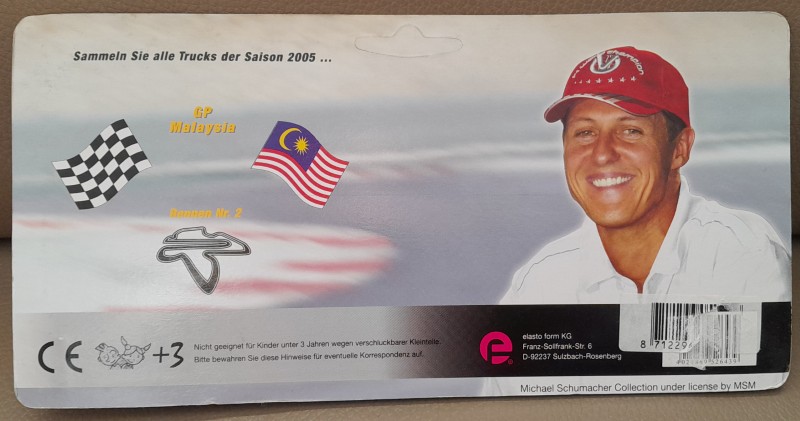 Sammeln Sie alle Trucks der Saison 2005 ...
GP
Malaysia
Rennen Nr. 2
CE
+3
Nicht geeignet für Kinder unter 3 Jahren wegen verschluckbarer Kleinteile.
Bitte bewahren Sie diese Hinweise für eventuelle Korrespondenz auf.
e
elasto form KG
Franz-Sollfrank-Str. 6
D-92237 Sulzbach-Rosenberg
8 71229
Michael Schumacher Collection under license by MSM